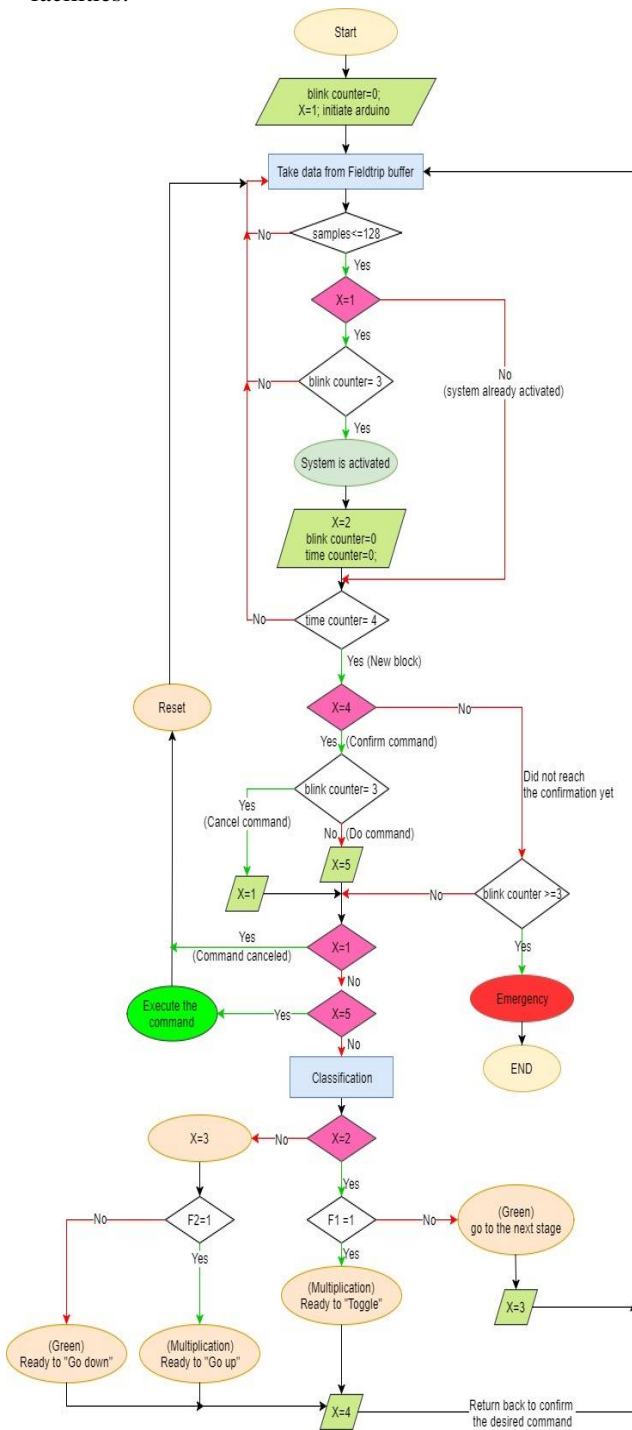 Start
blink counter=0;
X=1; initiate arduino
Take data from Fieldtrip buffer
No
samples<=128
Yes
X=1
Yes
No
(system already activated)
No
blink counter= 3
Yes
System is activated
X=2
blink counter=0
time counter=0;
No
time counter= 4
Yes (New block)
Reset
X=4
No
Yes (Confirm command)
Did not reach
the confirmation yet
blink counter= 3
Yes
(Cancel command)
No (Do command)
X=5
X=1
No
blink counter >=3
Yes
(Command canceled)
X=1
Yes
No
Execute the
command
Yes
X=5
Emergency
No
END
Classification
X=3
No
X=2
Yes
(Green)
go to the next stage
No
F2=1
F1 =1
No
Yes
Yes
(Multiplication)
Ready to "Toggle"
X=3
(Green)
Ready to "Go down"
(Multiplication)
Ready to "Go up"
X=4
Return back to confirm
the desired command